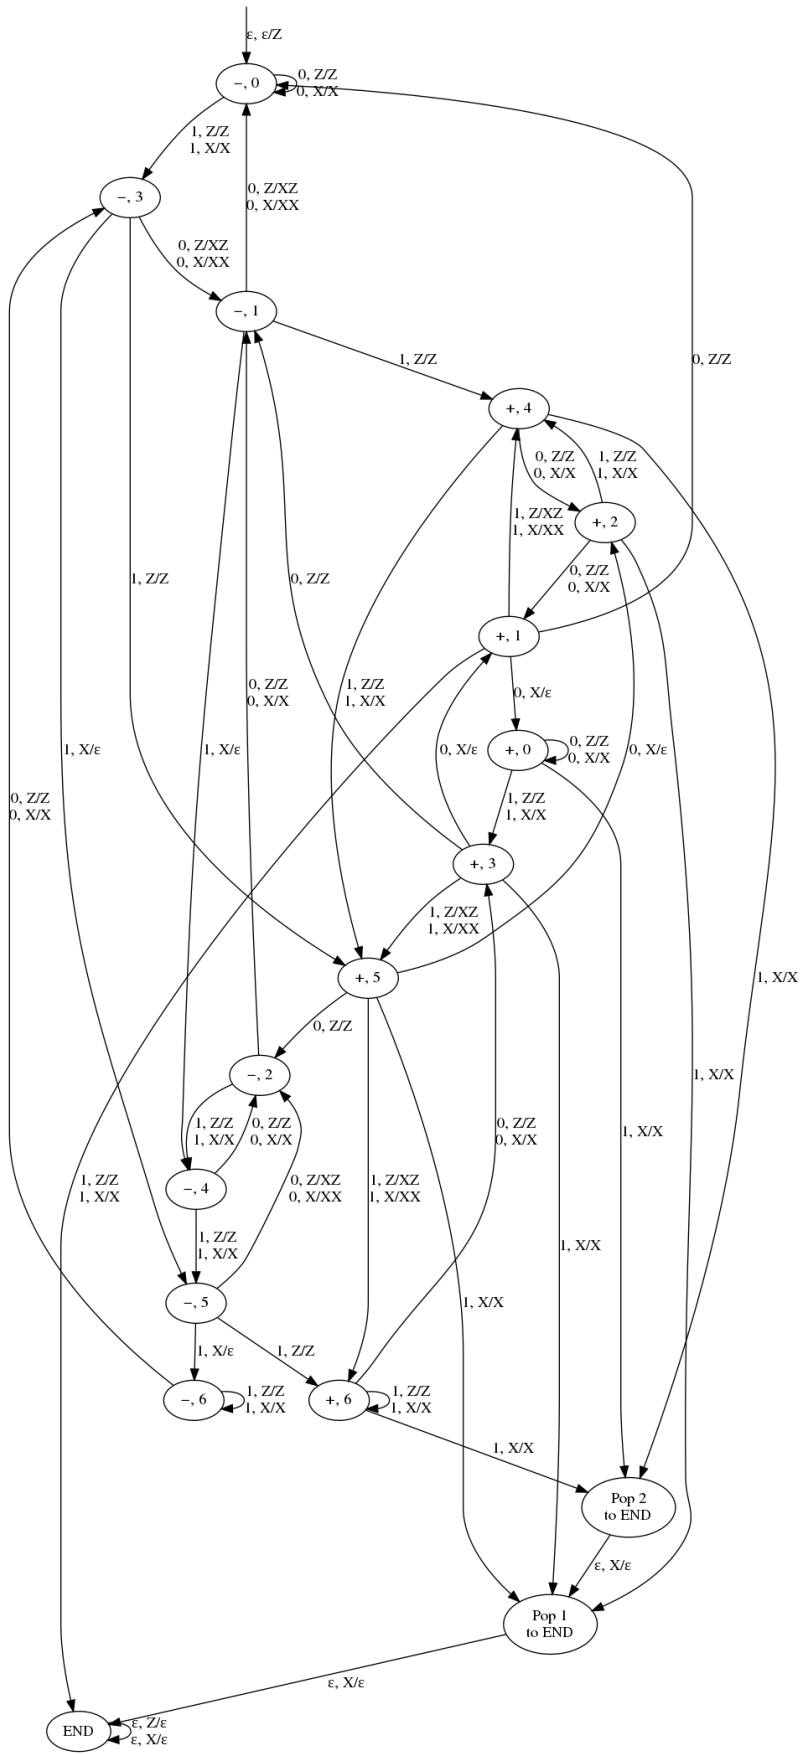 ε, ε/Z
−, 0
0, Z/Z
0, X/X
1, Z/Z
1, X/X
−, 3
0, Z/XZ
0, X/XX
0, Z/XZ
0, X/XX
−, 1
1, Z/Z
0, Z/Z
+, 4
0, Z/Z
0, X/X
1, Z/Z
1, X/X
1, Z/XZ
1, X/XX
+, 2
1, Z/Z
0, Z/Z
0, Z/Z
0, X/X
+, 1
0, Z/Z
0, X/X
1, Z/Z
1, X/X
0, X/ε
1, X/ε
1, X/ε
0, X/ε
+, 0
0, Z/Z
0, X/X
0, X/ε
0, Z/Z
0, X/X
1, Z/Z
1, X/X
+, 3
1, Z/XZ
1, X/XX
+, 5
1, X/X
0, Z/Z
−, 2
1, X/X
1, Z/Z
1, X/X
0, Z/Z
0, X/X
0, Z/Z
0, X/X
1, X/X
−, 4
1, Z/Z
1, X/X
0, Z/XZ
0, X/XX
1, Z/XZ
1, X/XX
1, Z/Z
1, X/X
1, X/X
−, 5
1, X/X
1, X/ε
1, Z/Z
−, 6
1, Z/Z
1, X/X
+, 6
1, Z/Z
1, X/X
1, X/X
Pop 2
to END
ε, X/ε
Pop 1
to END
ε, X/ε
END
ε, Z/ε
ε, X/ε